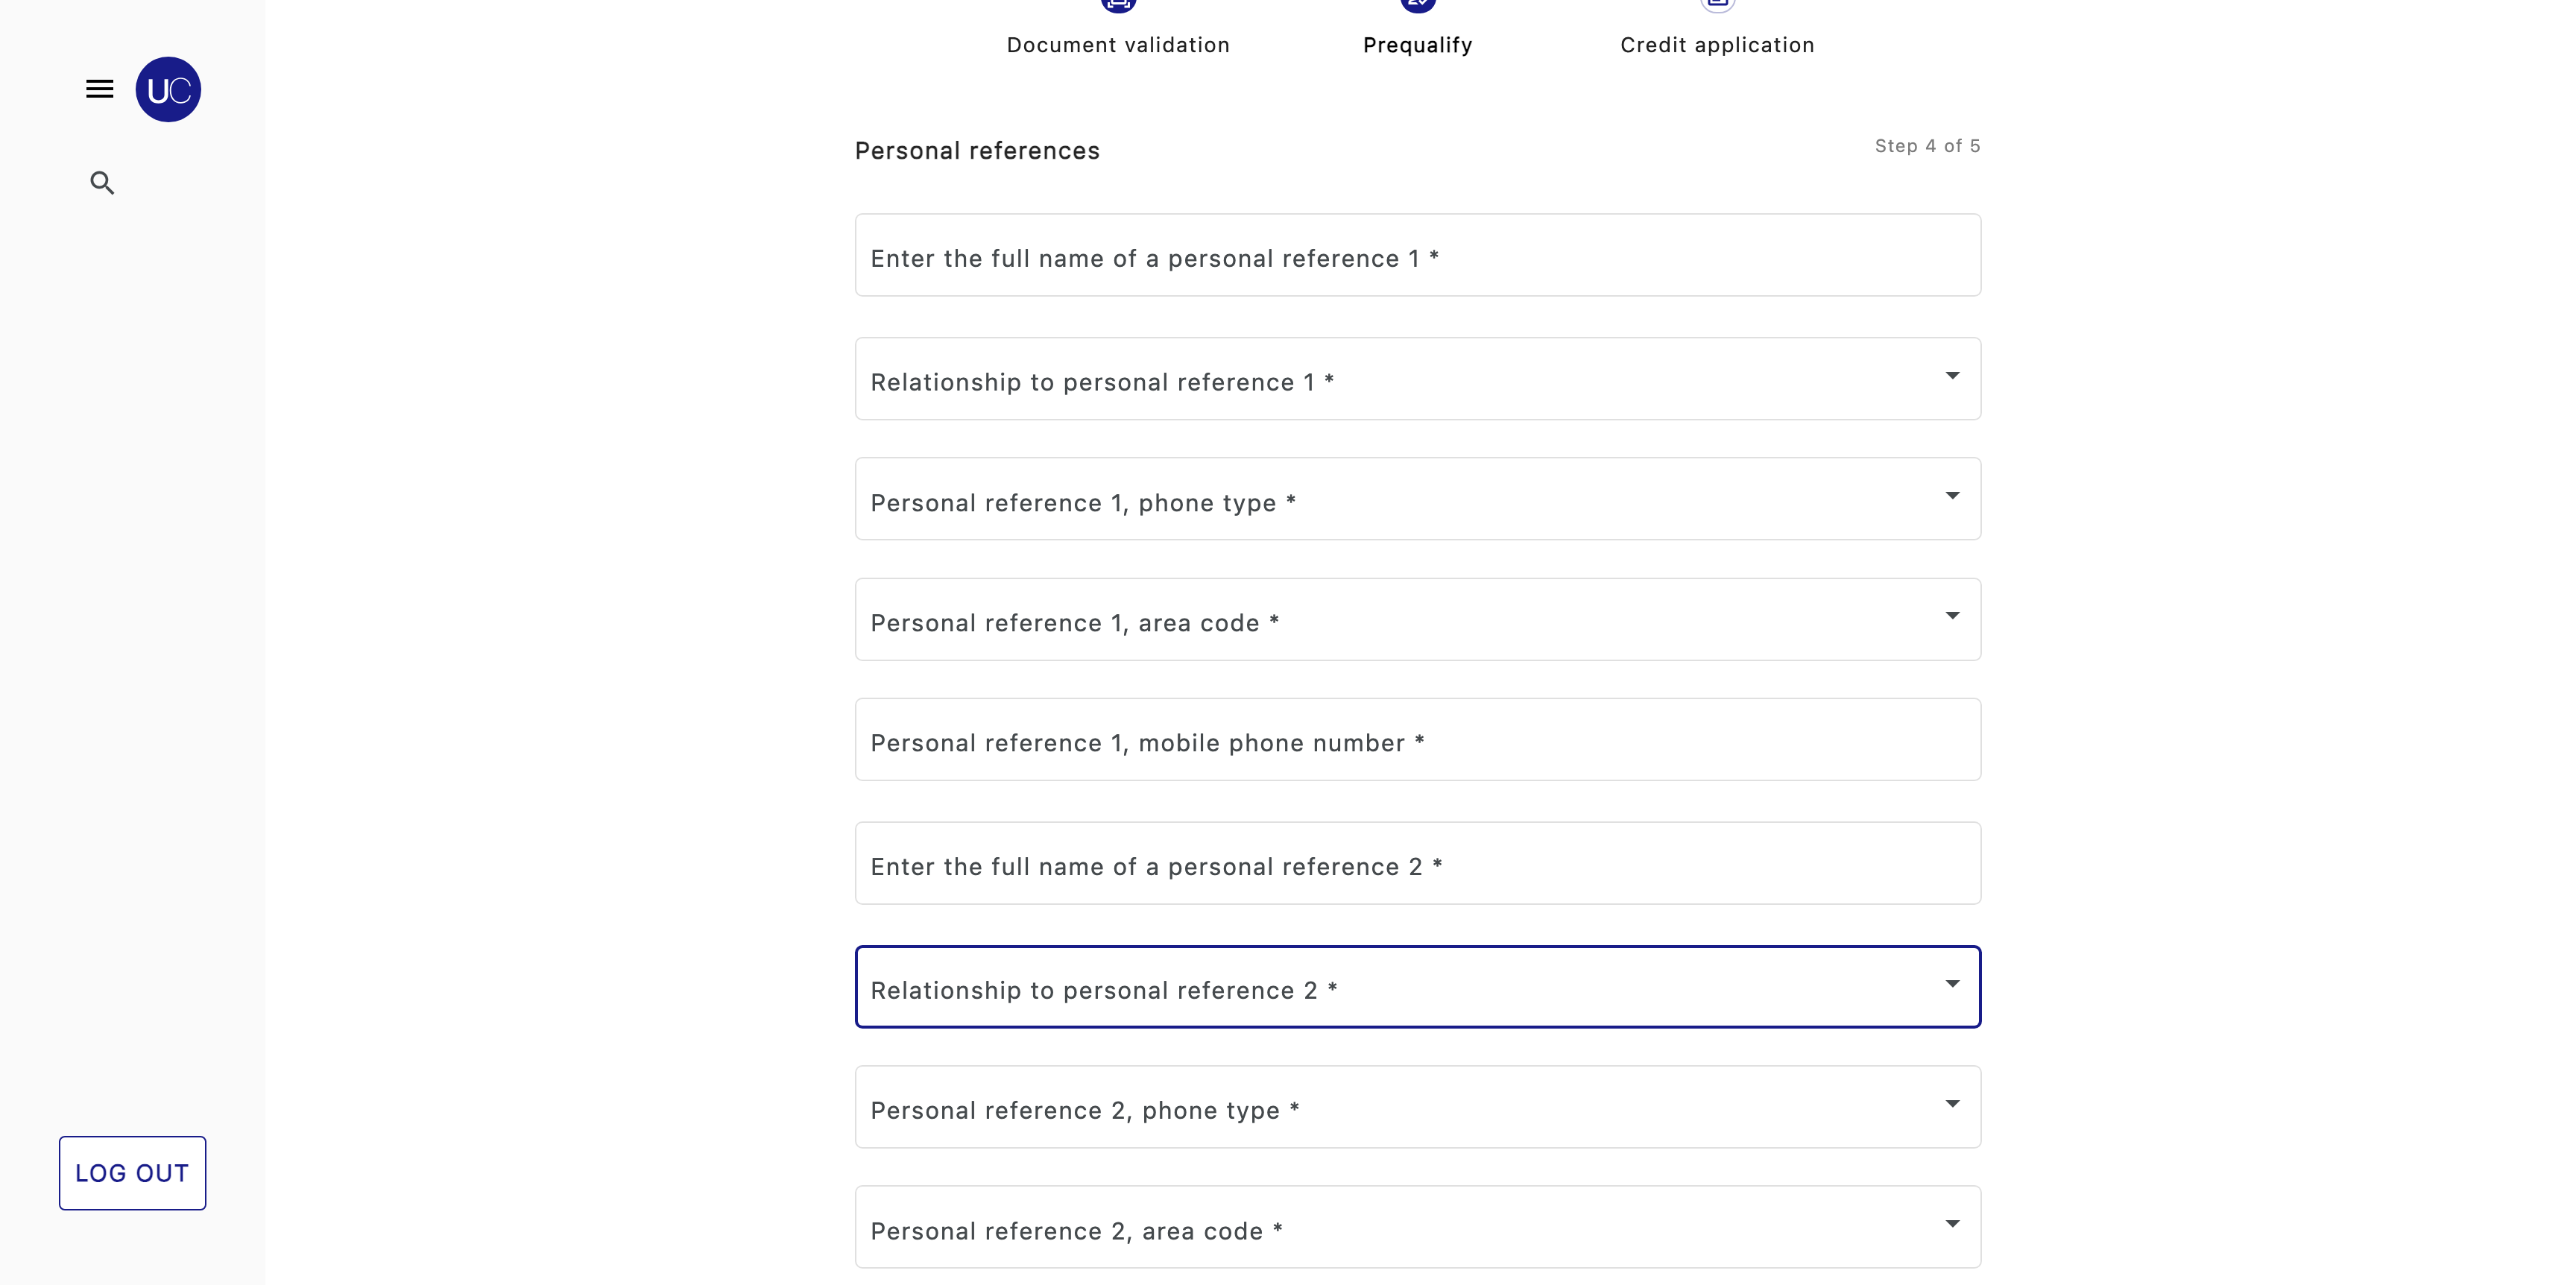 Document validation
Prequalify
Credit application
UC
Personal references
Step 4 of 5
Enter the full name of a personal reference 1 *
Relationship to personal reference 1 *
Personal reference 1, phone type *
Personal reference 1, area code *
Personal reference 1, mobile phone number *
Enter the full name of a personal reference 2 *
Relationship to personal reference 2 *
Personal reference 2, phone type *
Personal reference 2, area code *
LOG OUT